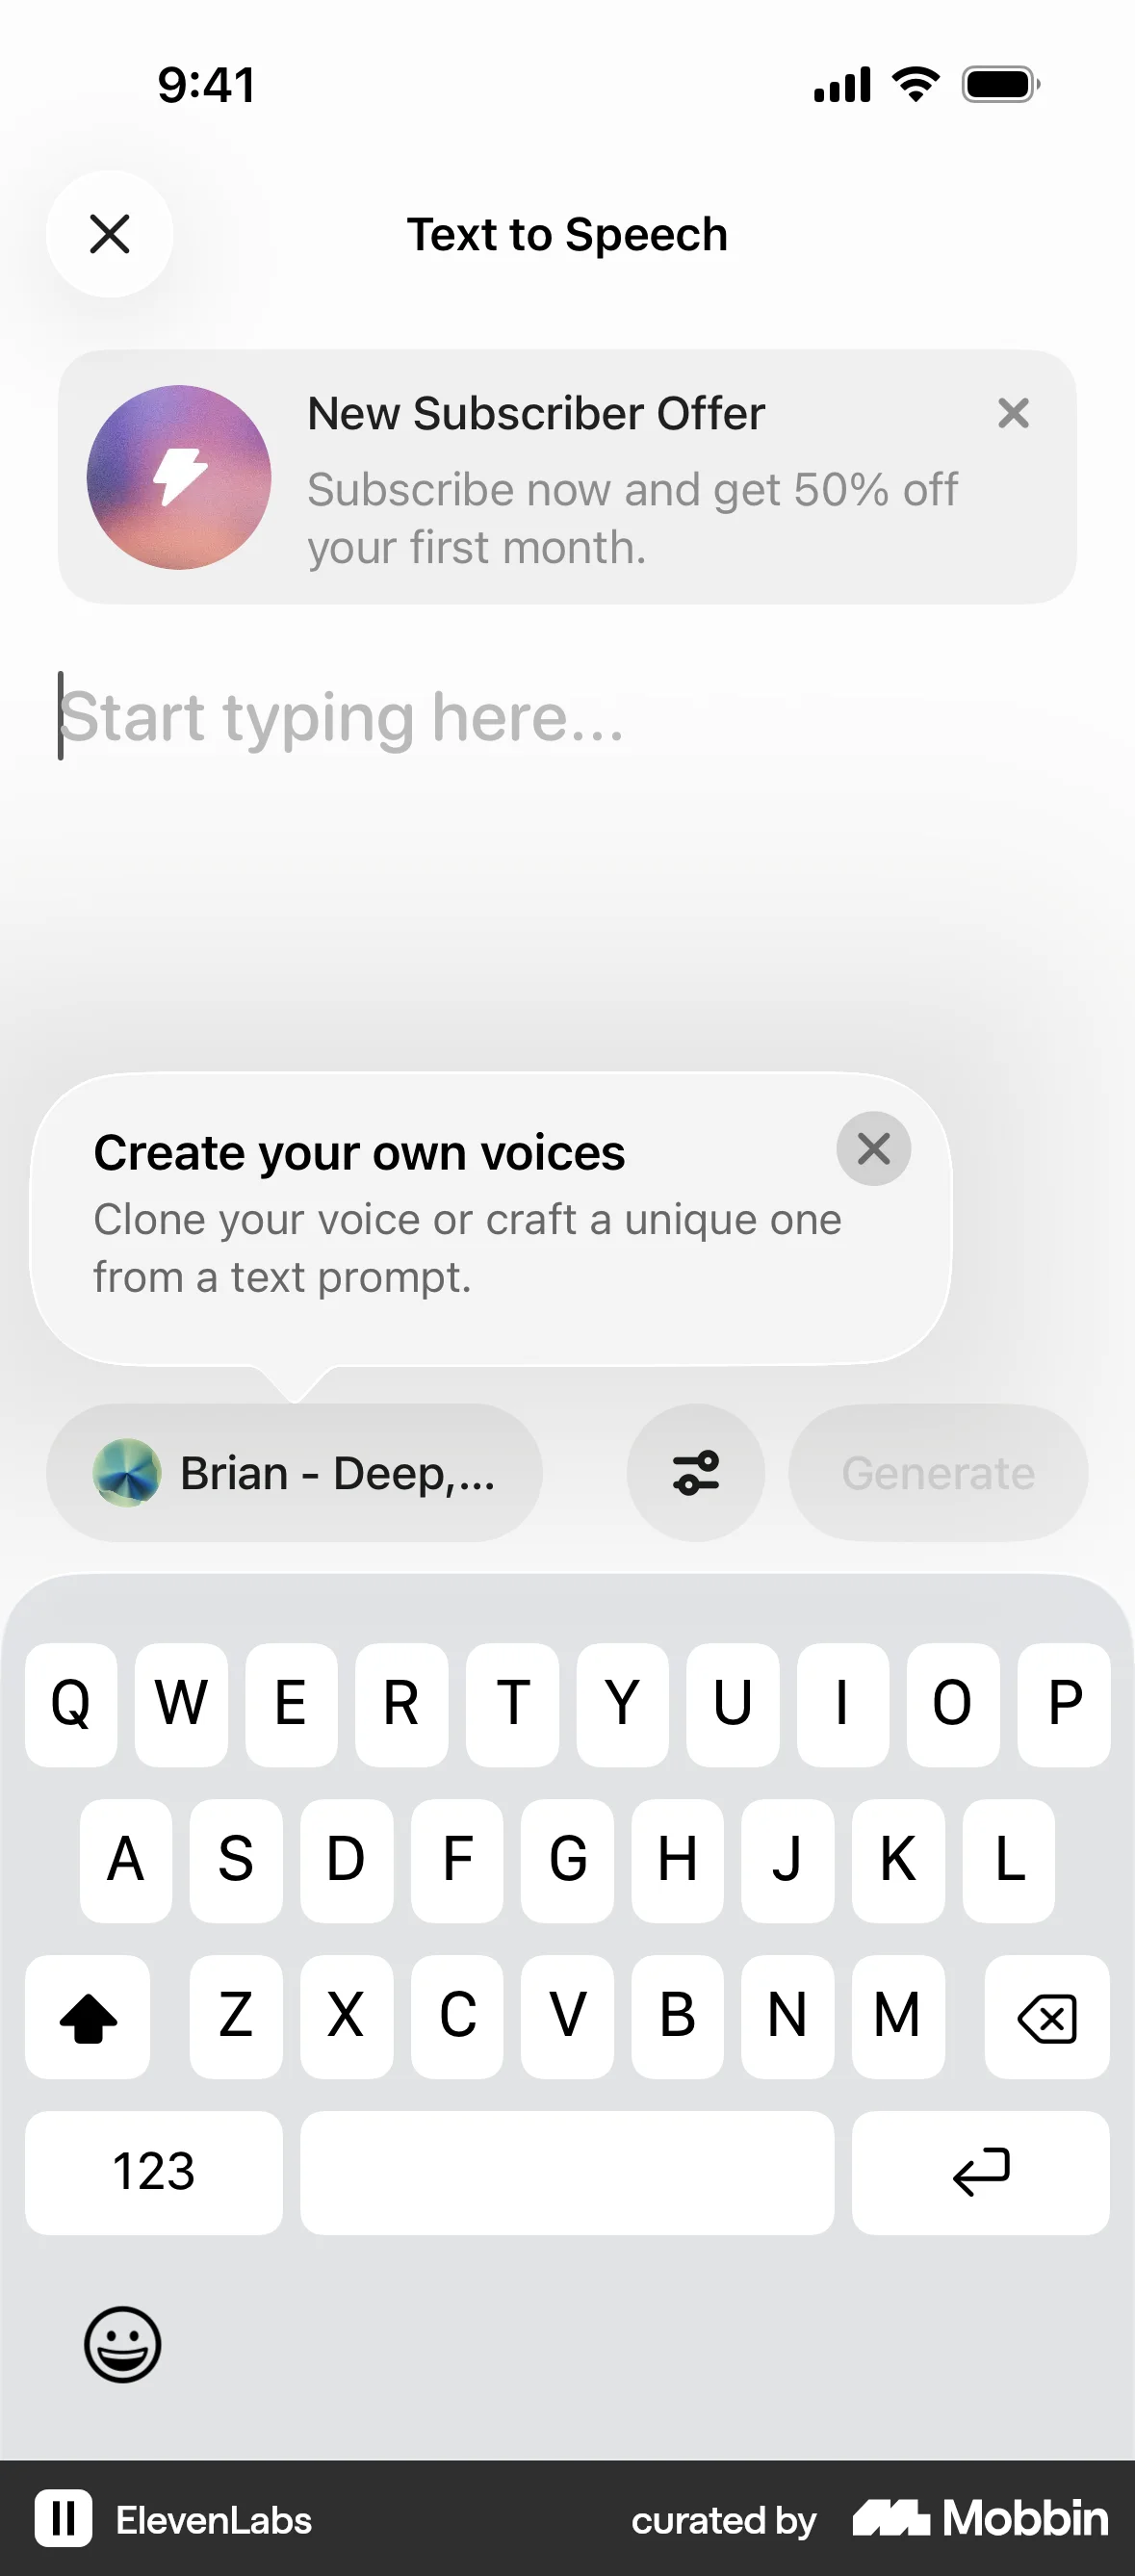 9:41
Text to Speech
New Subscriber Offer
Subscribe now and get 50% off
your first month.
Start typing here...
Create your own voices
Clone your voice or craft a unique one
from a text prompt.
Brian - Deep,...
Generate
Q W E R T Y U I O P
A S D F G H J K L
Z X C V B N M
123
ElevenLabs
curated by Mobbin